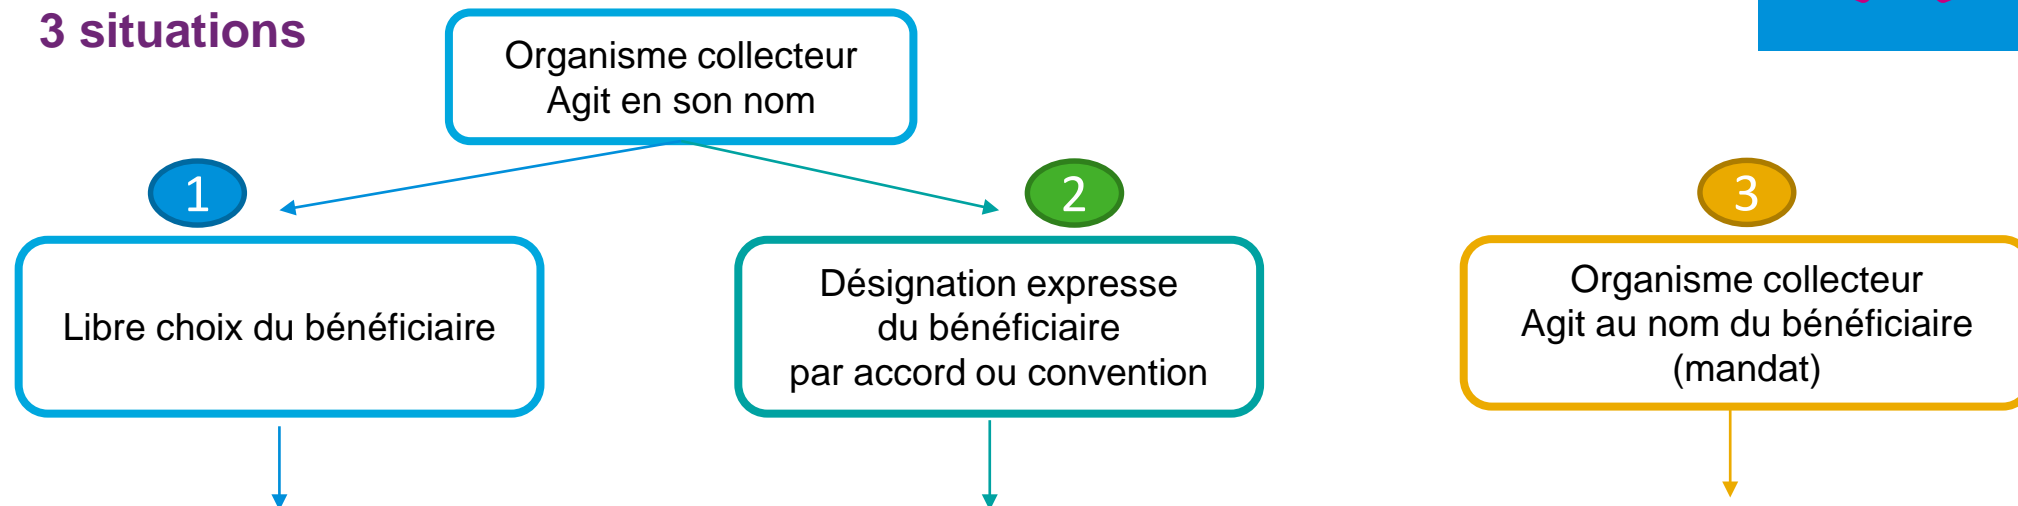 3 situations
Organisme collecteur
Agit en son nom
1
2
3
Libre choix du bénéficiaire
Désignation expresse
du bénéficiaire
par accord ou convention
Organisme collecteur
Agit au nom du bénéficiaire
(mandat)